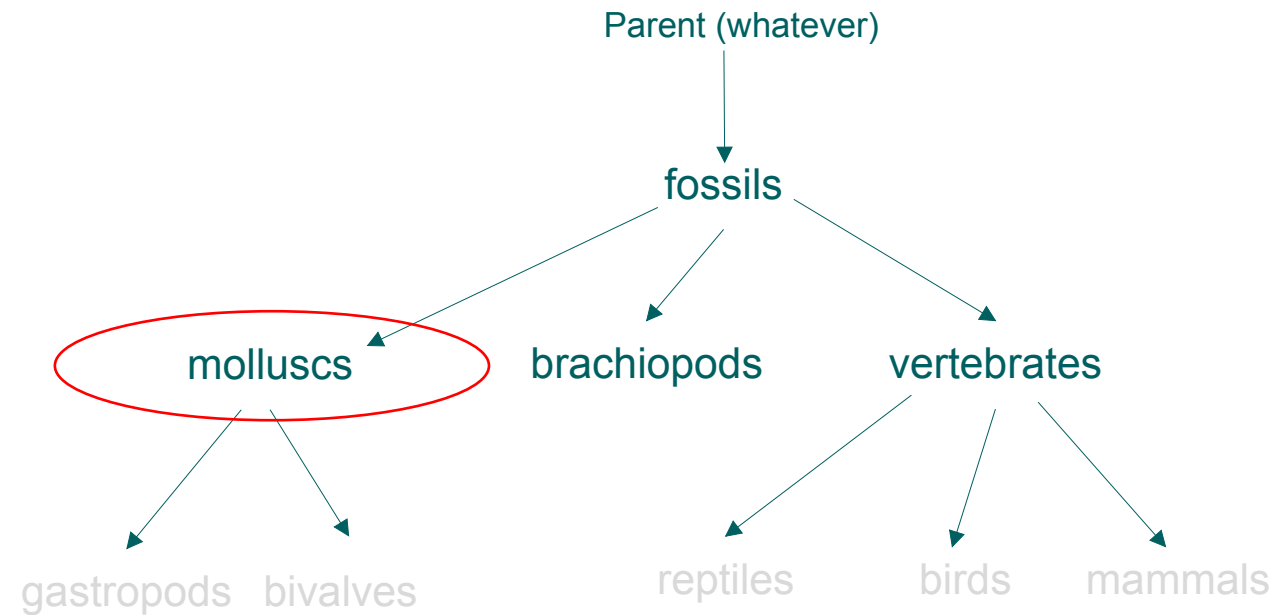 Parent (whatever)
fossils
molluscs brachiopods vertebrates
gastropods bivalves reptiles birds mammals